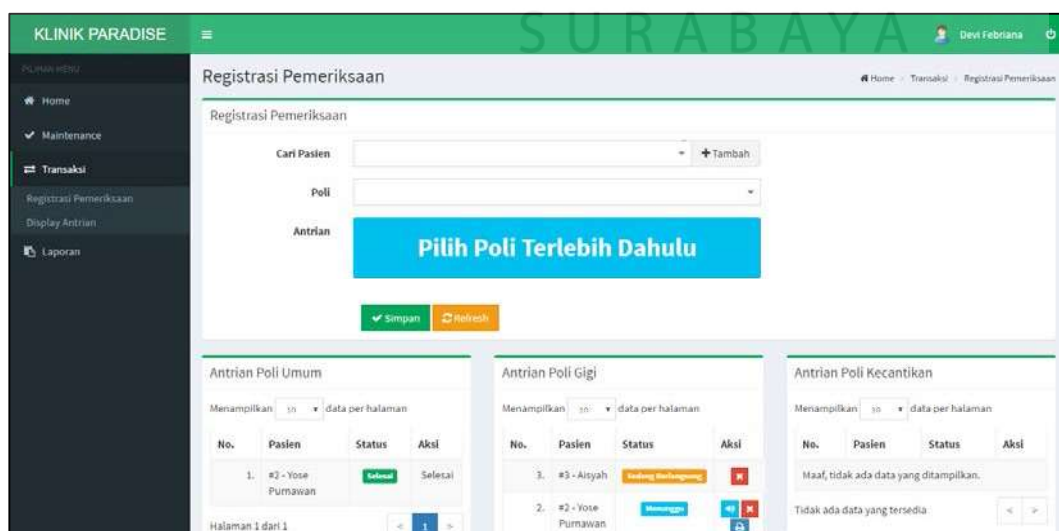 SURABAYA
KLINIK PARADISE
Devi Febriana
PILIHAN MENU
Registrasi Pemeriksaan
Home
Transaksi
Registrasi Pemeriksaan
Home
Maintenance
Transaksi
Registrasi Pemeriksaan
Display Antrian
Laporan
Registrasi Pemeriksaan
Cari Pasien
+Tambah
Poli
Antrian
Pilih Poli Terlebih Dahulu
Simpan
Refresh
Antrian Poli Umum
Menampilkan 10 data per halaman
No. Pasien Status Aksi
1. #2 - Yose Selesai Selesai
Purnawan
Halaman 1 dari 1
< 1 >
Antrian Poli Gigi
Menampilkan 10 data per halaman
No. Pasien Status Aksi
3. #3 - Aisyah Sedang Berlangsung
2. #2 - Yose Menunggu
Purnawan
Antrian Poli Kecantikan
Menampilkan 10 data per halaman
No. Pasien Status Aksi
Maaf, tidak ada data yang ditampilkan.
Tidak ada data yang tersedia
< >